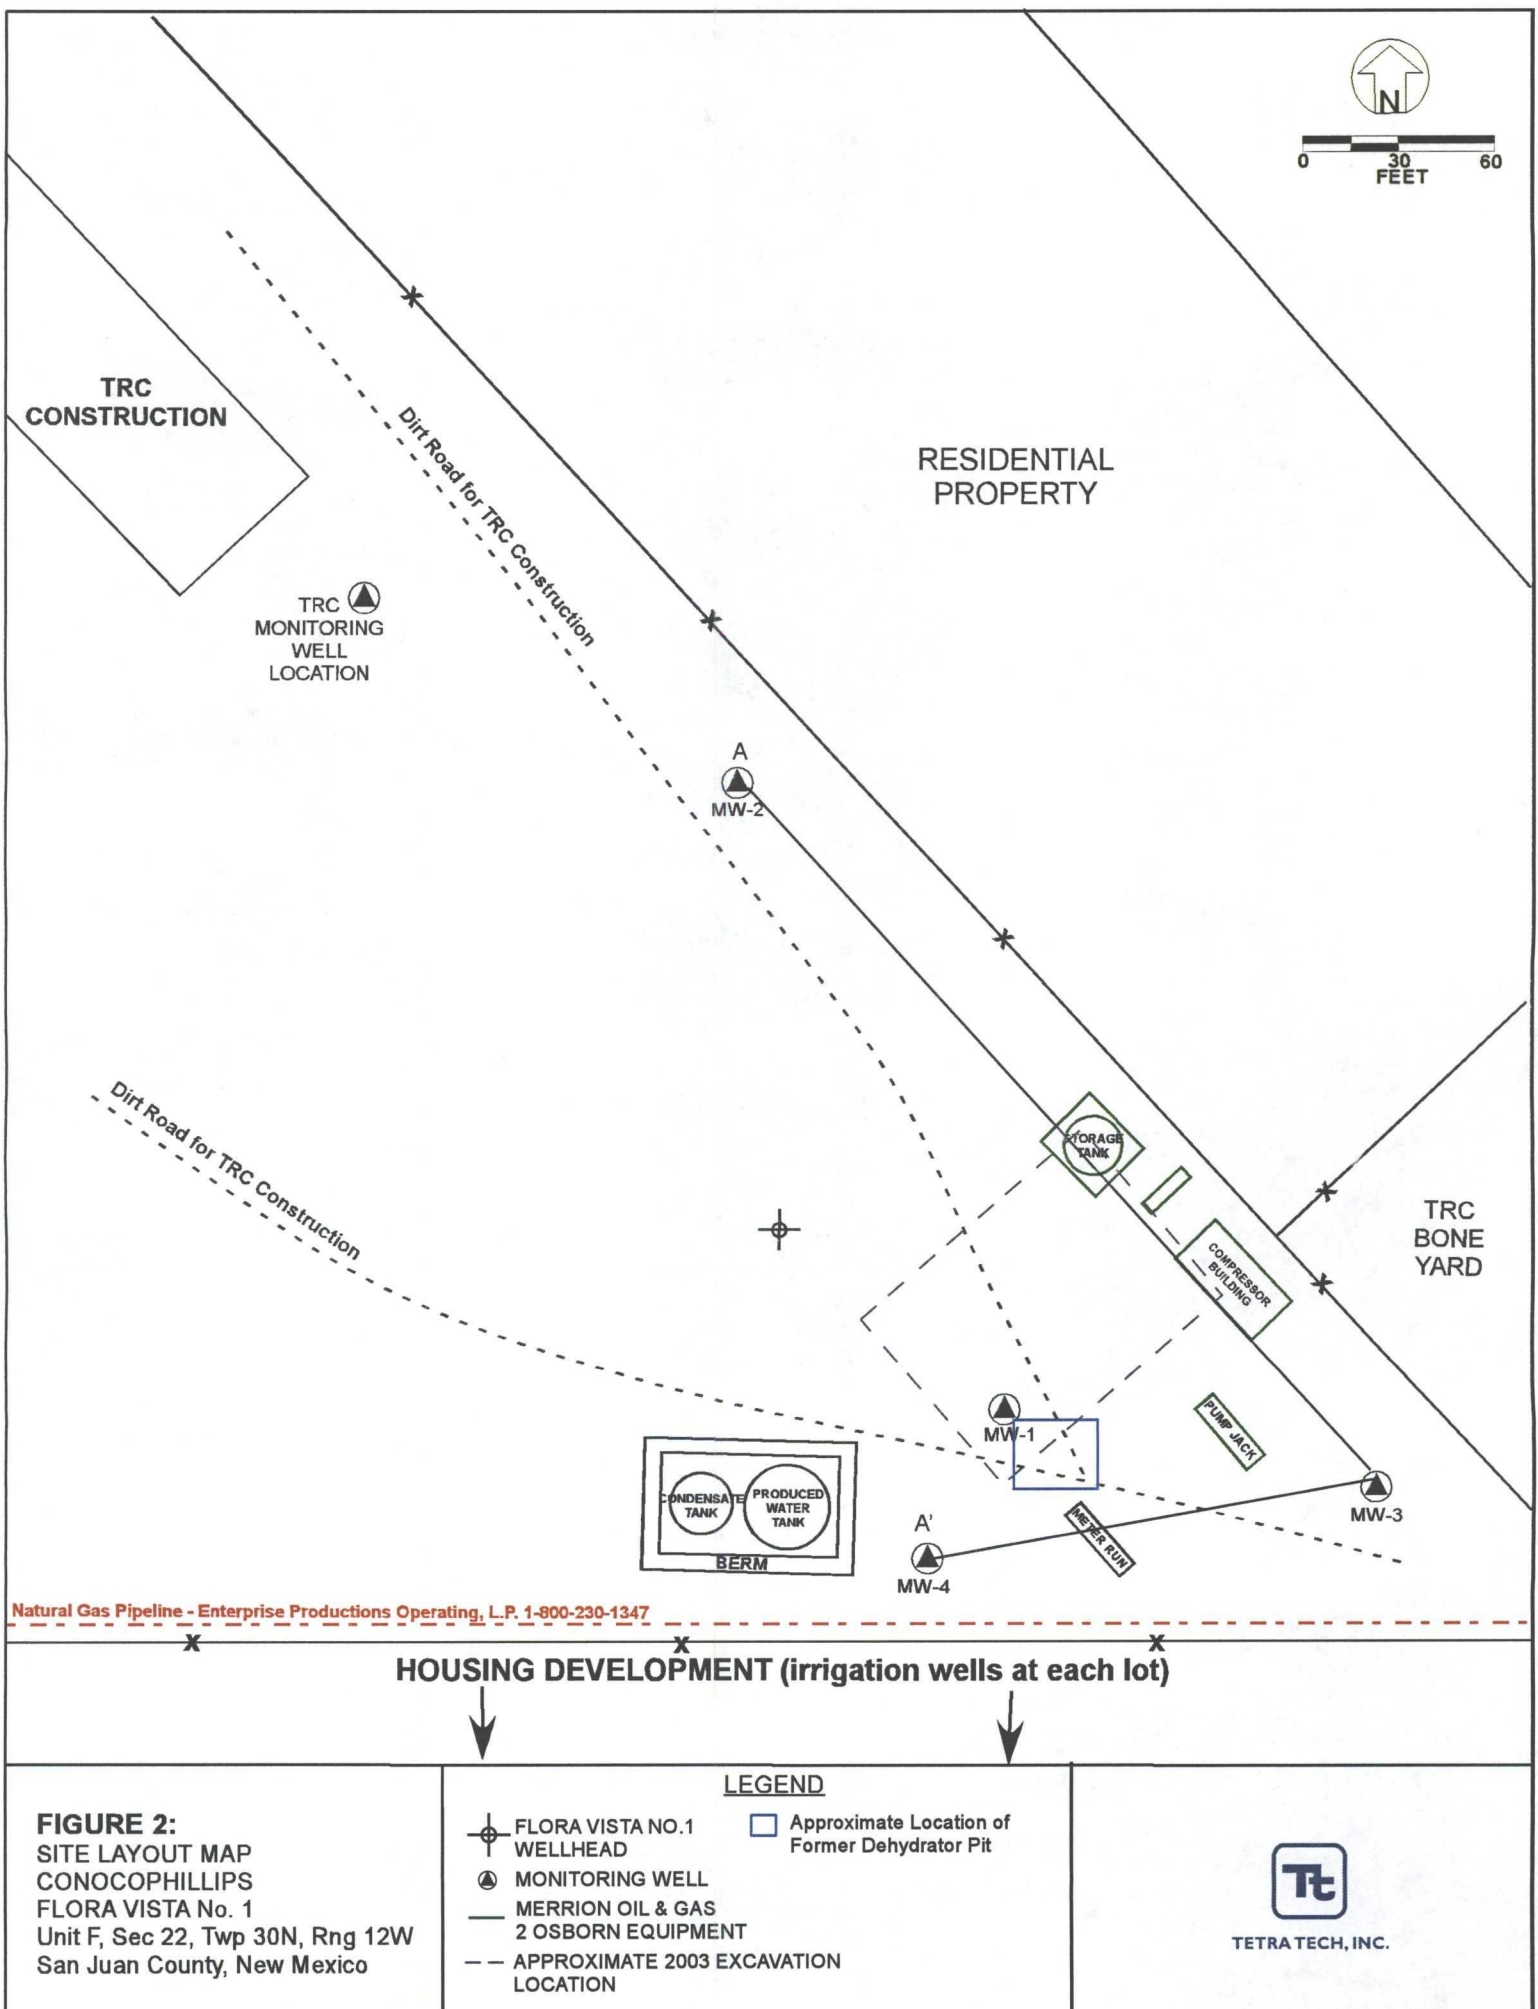 N
0 30 60
FEET
TRC
CONSTRUCTION
Dirt Road for TRC Construction
RESIDENTIAL
PROPERTY
TRC
MONITORING
WELL
LOCATION
A
MW-2
Dirt Road for TRC Construction
STORAGE
TANK
COMPRESSOR
BUILDING
TRC
BONE
YARD
MW-1
PUMP JACK
CONDENSATE
TANK
PRODUCED
WATER
TANK
BERM
METER RUN
MW-3
A'
MW-4
Natural Gas Pipeline - Enterprise Productions Operating, L.P. 1-800-230-1347
X X X
HOUSING DEVELOPMENT (irrigation wells at each lot)
FIGURE 2:
SITE LAYOUT MAP
CONOCOPHILLIPS
FLORA VISTA No. 1
Unit F, Sec 22, Twp 30N, Rng 12W
San Juan County, New Mexico
LEGEND
FLORA VISTA NO.1
WELLHEAD
MONITORING WELL
MERRION OIL & GAS
2 OSBORN EQUIPMENT
APPROXIMATE 2003 EXCAVATION
LOCATION
Approximate Location of
Former Dehydrator Pit
Tt
TETRA TECH, INC.